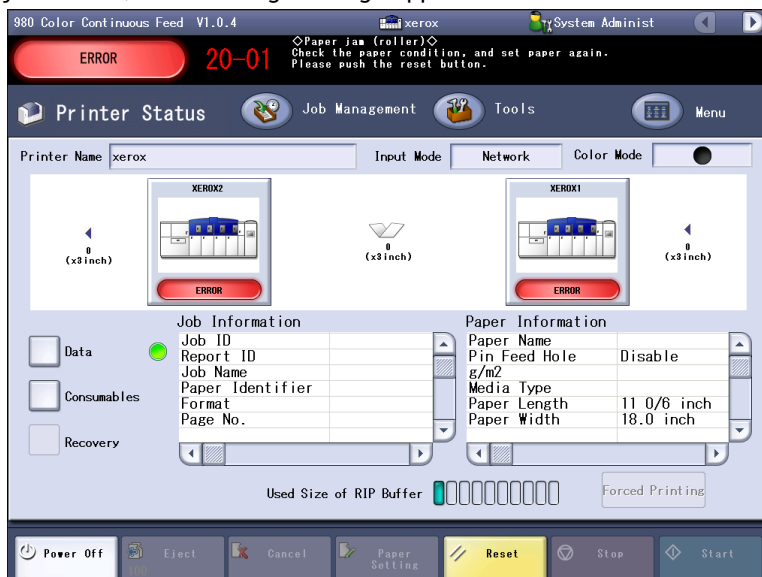 980 Color Continuous Feed V1.0.4
xerox
System Administ
ERROR
20-01
◇Paper jam (roller)◇
Check the paper condition, and set paper again.
Please push the reset button.
Printer Status
Job Management
Tools
Menu
Printer Name xerox
Input Mode Network
Color Mode
XEROX2
XEROX1
0
(x3inch)
0
(x3inch)
0
(x3inch)
ERROR
ERROR
Data
Consumables
Recovery
Job Information
Job ID
Report ID
Job Name
Paper Identifier
Format
Page No.
Paper Information
Paper Name
Pin Feed Hole Disable
g/m2
Media Type
Paper Length 11 0/6 inch
Paper Width 18.0 inch
Used Size of RIP Buffer
Forced Printing
Power Off
Eject
100
Cancel
Paper
Setting
Reset
Stop
Start